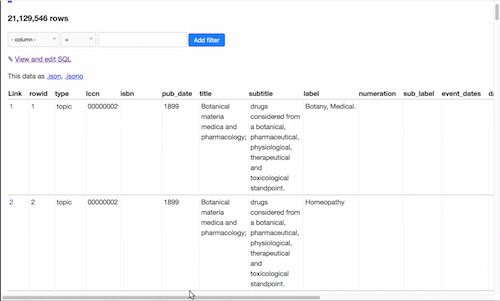 21,129,546 rows
- column - = Add filter
✎ View and edit SQL
This data as .json, .jsono
Link rowid type lccn isbn pub_date title subtitle label numeration sub_label event_dates
1 1 topic 00000002 1899 Botanical drugs Botany, Medical.
materia considered from
medica and a botanical,
pharmacology; pharmaceutical,
physiological,
therapeutical
and
toxicological
standpoint.
2 2 topic 00000002 1899 Botanical drugs Homeopathy
materia considered from
medica and a botanical,
pharmacology; pharmaceutical,
physiological,
therapeutical
and
toxicological
standpoint.